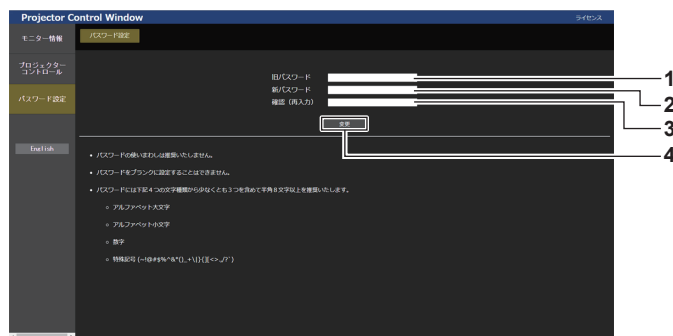 Projector Control Window
ライセンス
モニター情報
パスワード設定
プロジェクター
コントロール
パスワード設定
English
旧パスワード
新パスワード
確認（再入力）
変更
1
2
3
4
• パスワードの使いまわしは推奨いたしません。
• パスワードをブランクに設定することはできません。
• パスワードには下記４つの文字種類から少なくとも３つを含めて半角８文字以上を推奨いたします。
○ アルファベット大文字
○ アルファベット小文字
○ 数字
○ 特殊記号 (~!@#$%^&*()_+\|}{][<>.,/?`)